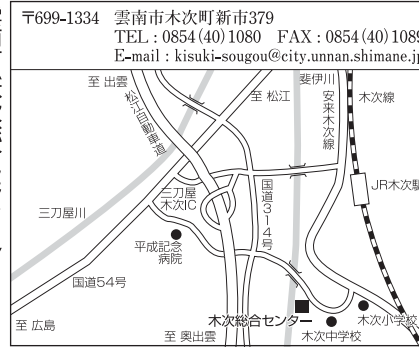 〒699-1334 雲南市木次町新市379
TEL : 0854(40)1080 FAX : 0854(40)1089
E-mail : kisuki-sougou@city.unnan.shimane.jp
至 出雲
松江自動車道
至 松江
斐伊川
安来木次線
木次線
三刀屋
木次IC
国道314号
JR木次駅
三刀屋川
平成記念
病院
国道54号
木次総合センター
木次小学校
木次中学校
至 広島
至 奥出雲